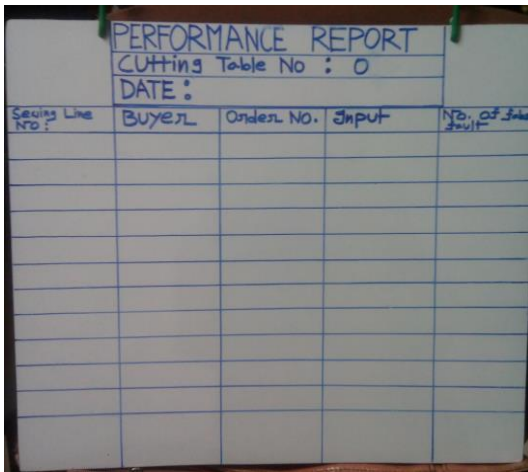 PERFORMANCE REPORT
Cutting Table No : 0
DATE :
Sewing Line No :
Buyer
Order No.
Input
No. of
fault